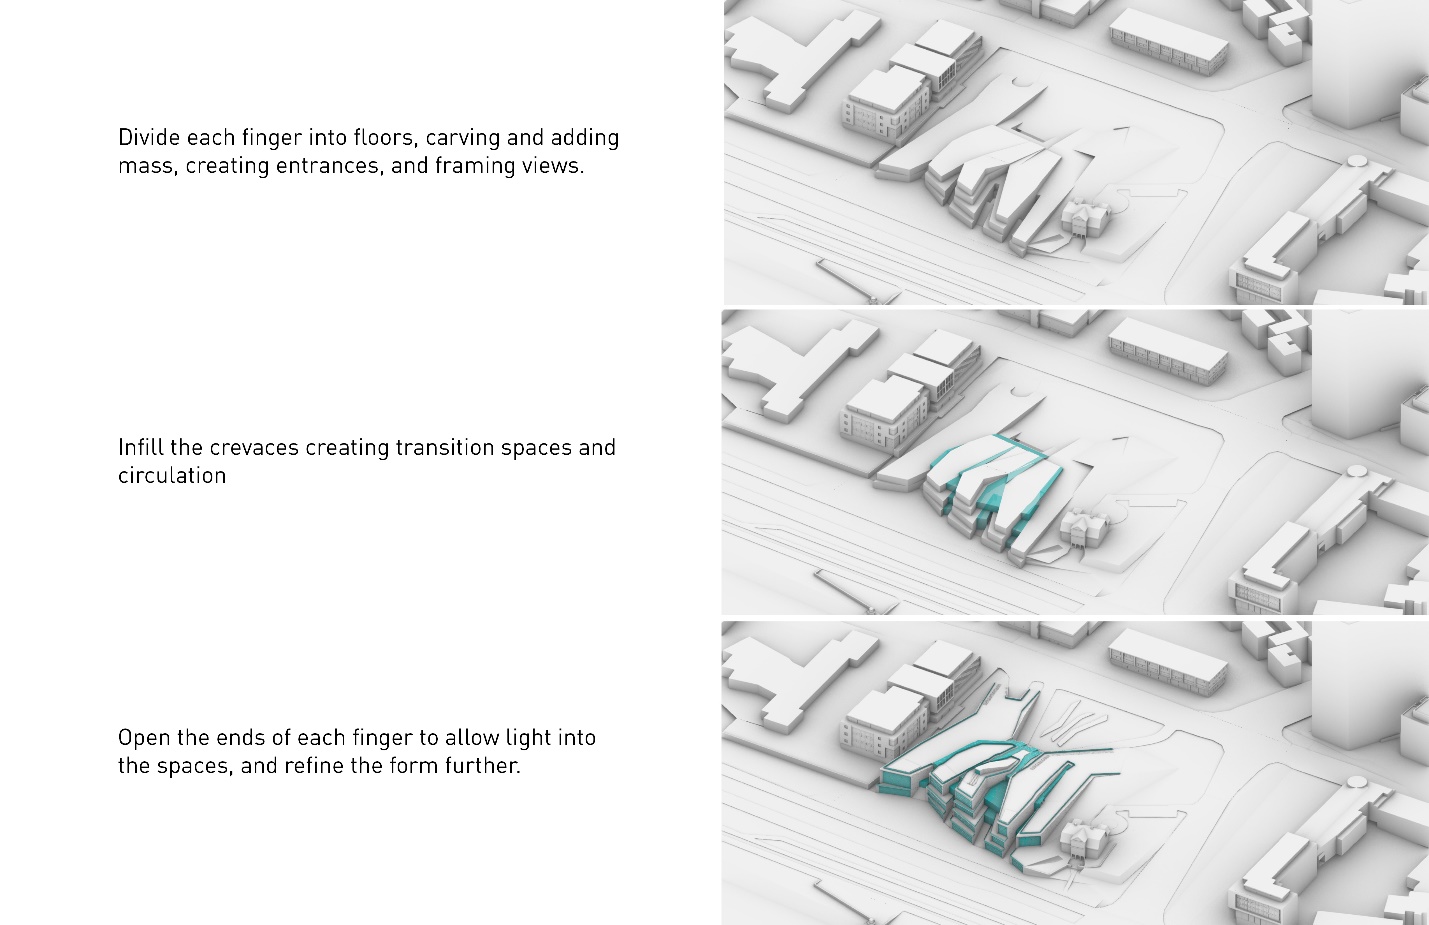 Divide each finger into floors, carving and adding
mass, creating entrances, and framing views.
Infill the crevaces creating transition spaces and
circulation
Open the ends of each finger to allow light into
the spaces, and refine the form further.